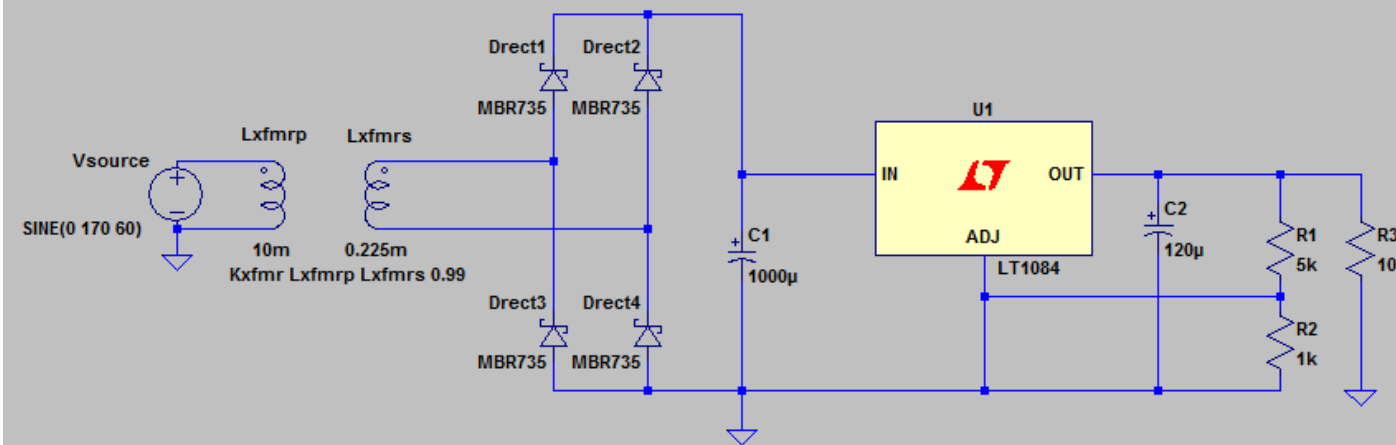 Drect1
Drect2
MBR735
MBR735
Lxfmrp
Lxfmrs
Vsource
SINE(0 170 60)
10m
0.225m
Kxfmr Lxfmrp Lxfmrs 0.99
Drect3
Drect4
MBR735
MBR735
C1
1000µ
U1
IN
OUT
ADJ
LT1084
C2
120µ
R1
5k
R2
1k
R3
10